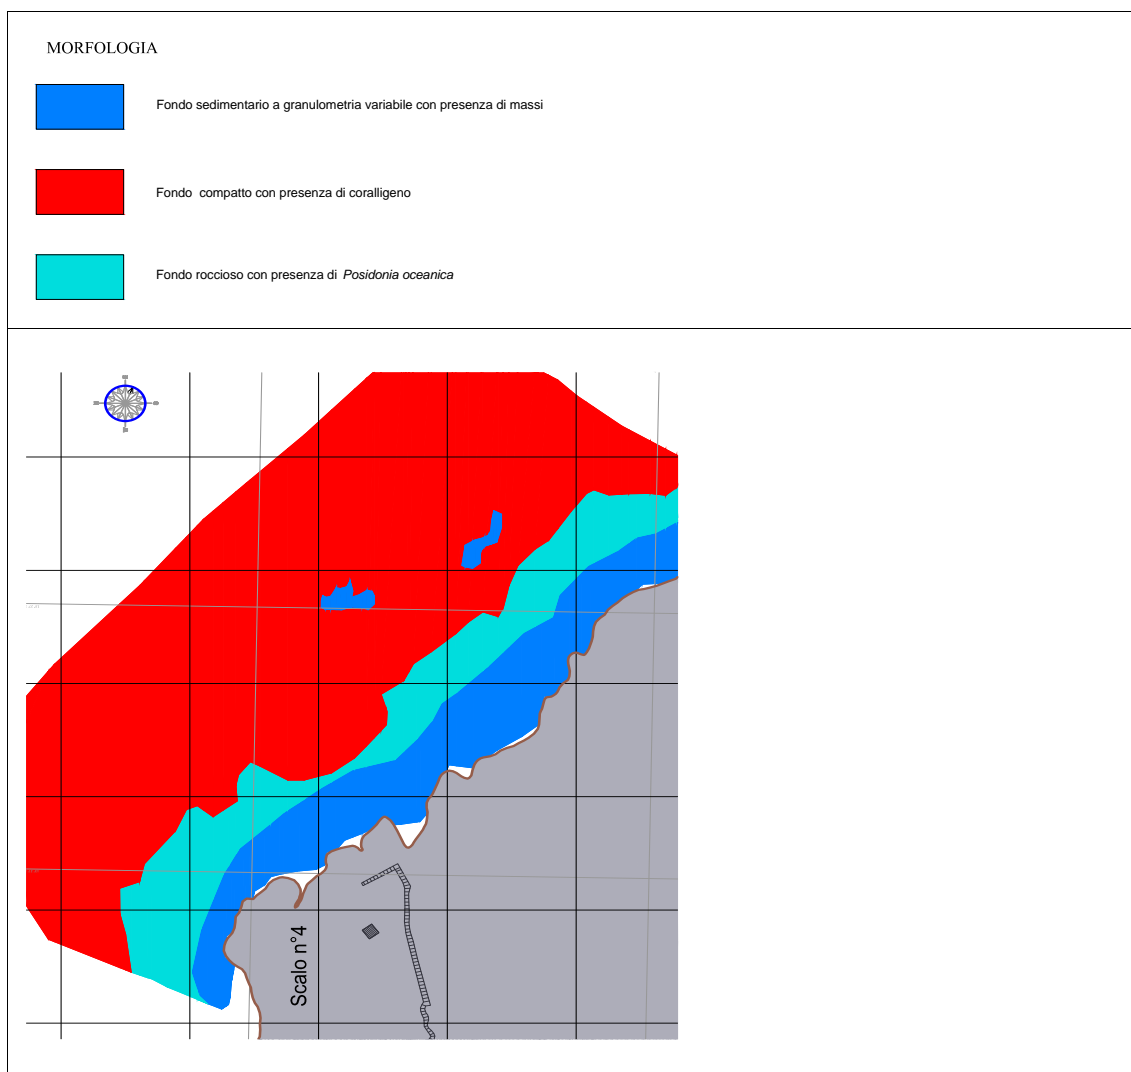 MORFOLOGIA
Fondo sedimentario a granulometria variabile con presenza di massi
Fondo compatto con presenza di coralligeno
Fondo roccioso con presenza di Posidonia oceanica
Scalo n°4